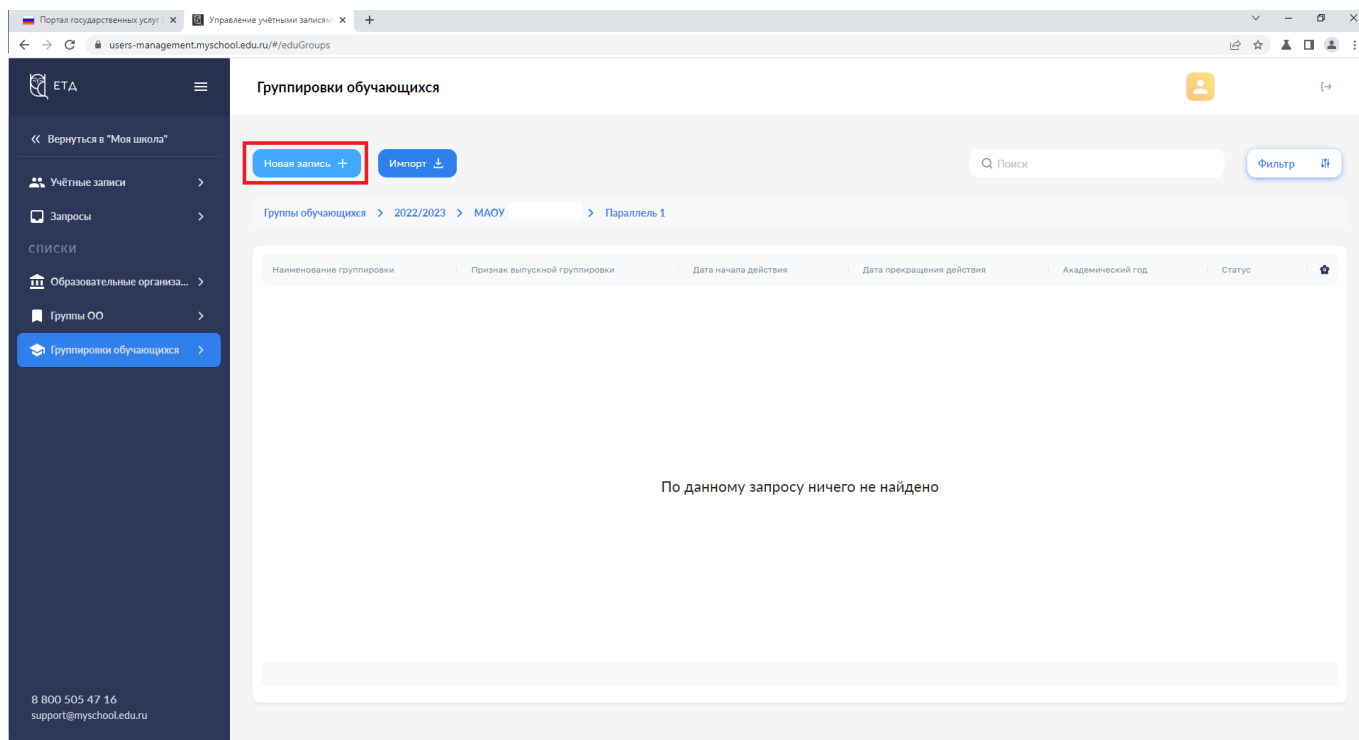 Портал государственных услуг
Управление учётными записям
users-management.myschool.edu.ru/#/eduGroups
ЕТД
Группировки обучающихся
Вернуться в "Моя школа"
Новая запись +
Импорт
Поиск
Фильтр
Учётные записи
Запросы
Группы обучающихся > 2022/2023 > МАОУ > Параллель 1
СПИСКИ
Наименование группировки Признак выпускной группировки Дата начала действия Дата прекращения действия Академический год Статус
Образовательные организа...
Группы ОО
Группировки обучающихся
По данному запросу ничего не найдено
8 800 505 47 16
support@myschool.edu.ru